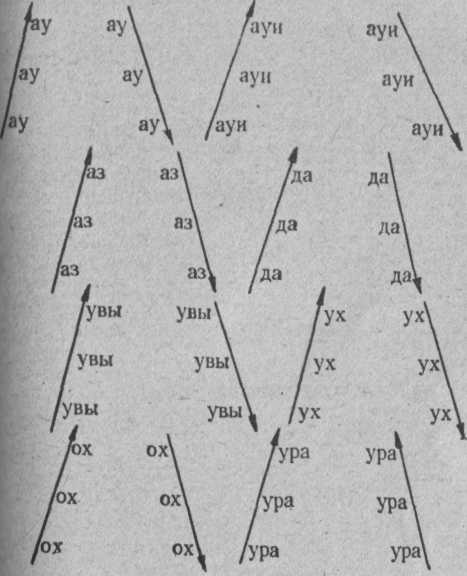 ау ау ауи ауи
ау ау ауи ауи
ау ау ауи ауи
аз аз да да
аз аз да да
аз аз да да
увы увы ух ух
увы увы ух ух
увы увы ух ух
ох ох ура ура
ох ох ура ура
ох ох ура ура